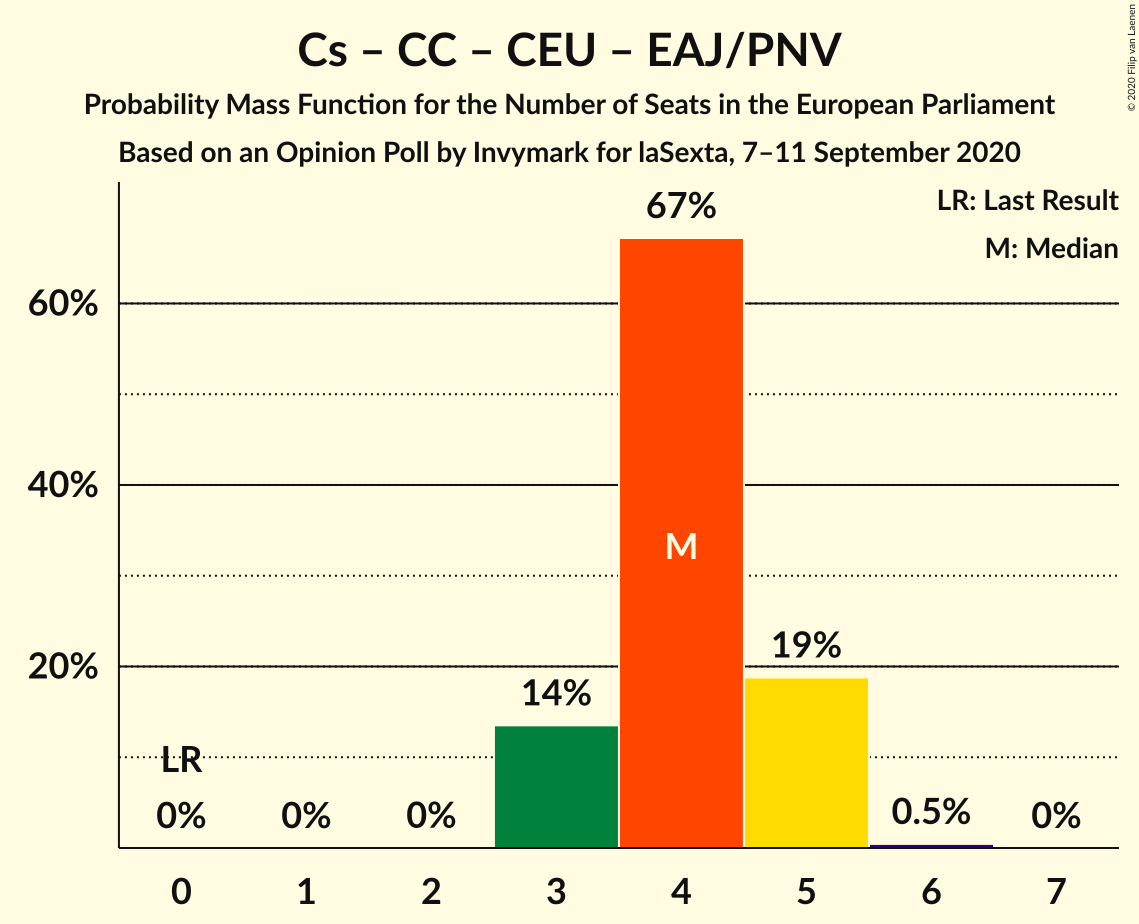 Cs – CC – CEU – EAJ/PNV
Probability Mass Function for the Number of Seats in the European Parliament
Based on an Opinion Poll by Invymark for laSexta, 7–11 September 2020
© 2020 Filip van Laenen
LR: Last Result
M: Median
67%
60%
40%
M
20%
19%
14%
LR
0%
0%
0%
0.5%
0%
0
1
2
3
4
5
6
7